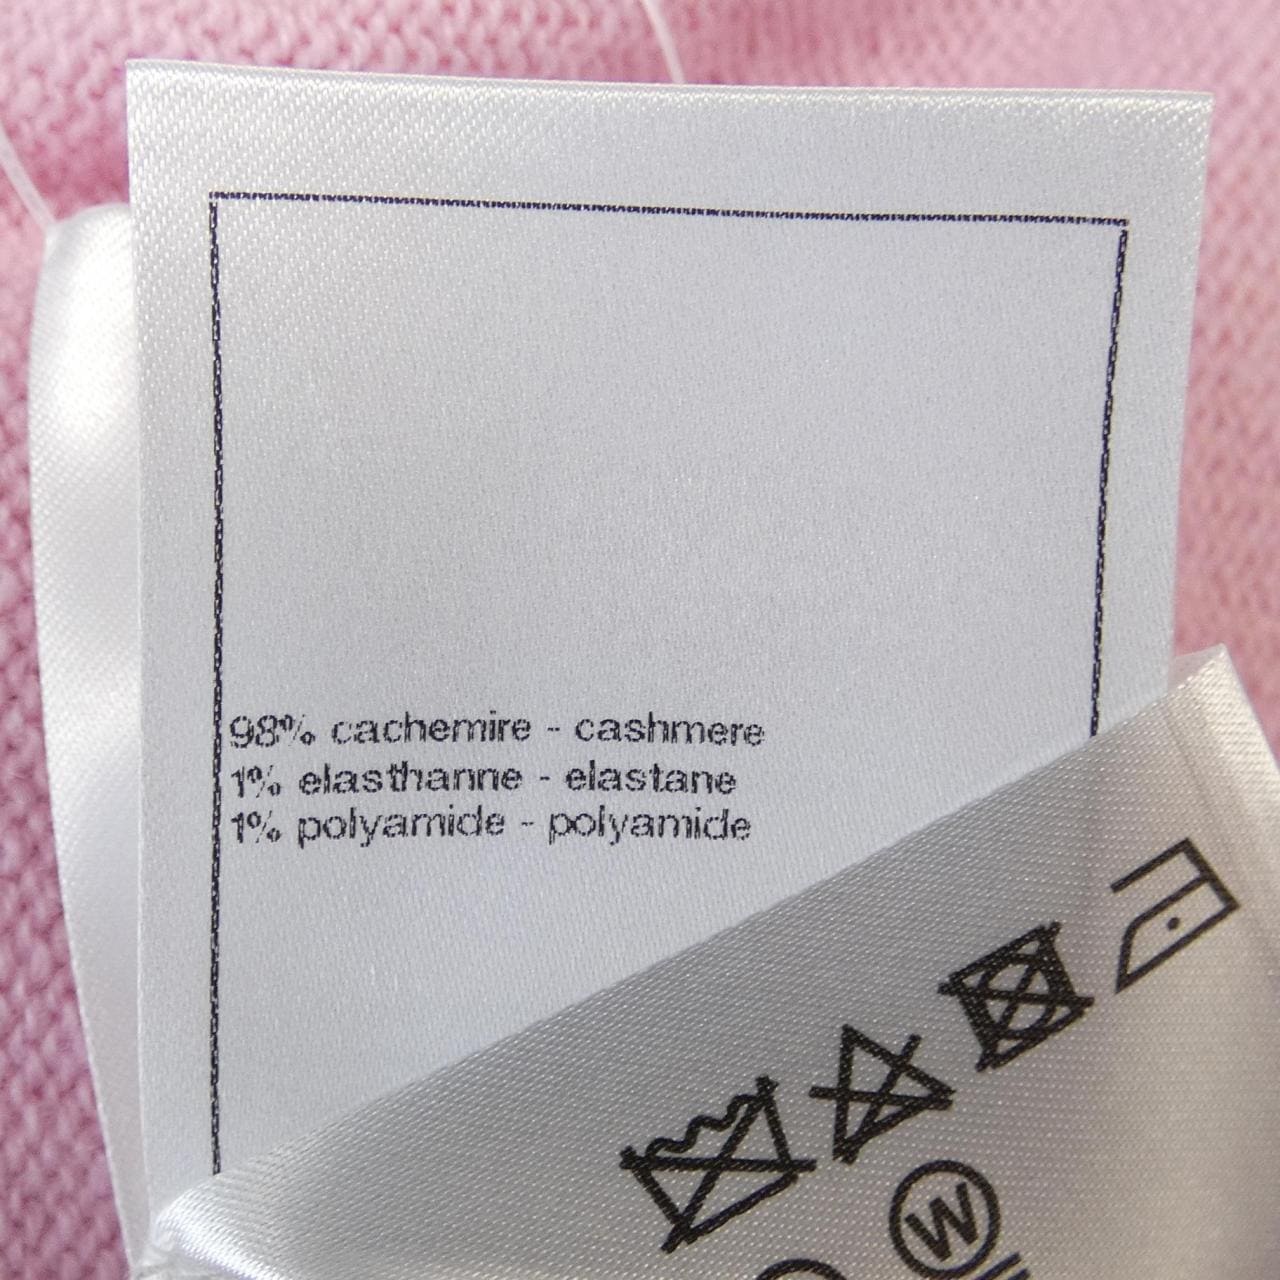 98% cachemire - cashmere
1% elasthanne - elastane
1% polyamide - polyamide
W